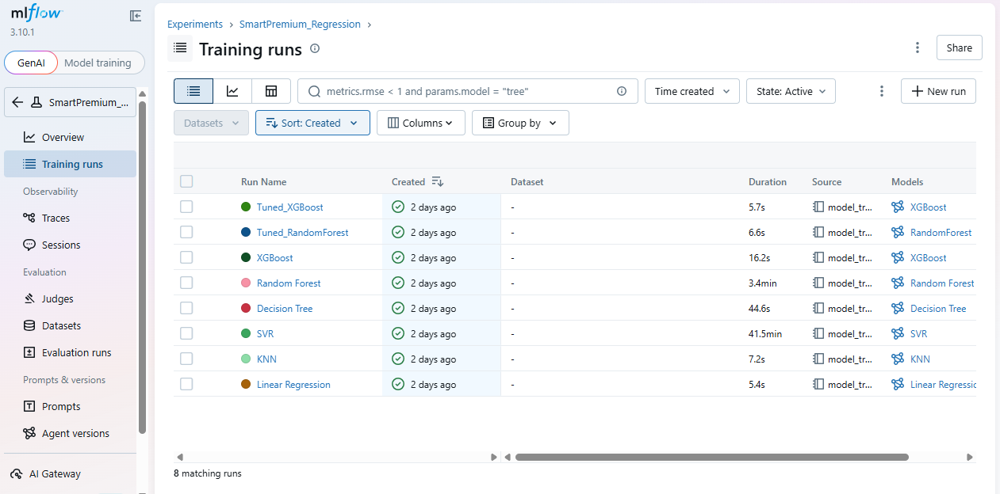 mlflow
3.10.1
GenAI Model training
SmartPremium_...
Overview
Training runs
Observability
Traces
Sessions
Evaluation
Judges
Datasets
Evaluation runs
Prompts & versions
Prompts
Agent versions
AI Gateway
Experiments > SmartPremium_Regression >
Training runs
Share
metrics.rmse < 1 and params.model = "tree"
Time created
State: Active
New run
Datasets
Sort: Created
Columns
Group by
Run Name Created Dataset Duration Source Models
Tuned_XGBoost 2 days ago - 5.7s model_tr... XGBoost
Tuned_RandomForest 2 days ago - 6.6s model_tr... RandomForest
XGBoost 2 days ago - 16.2s model_tr... XGBoost
Random Forest 2 days ago - 3.4min model_tr... Random Forest
Decision Tree 2 days ago - 44.6s model_tr... Decision Tree
SVR 2 days ago - 41.5min model_tr... SVR
KNN 2 days ago - 7.2s model_tr... KNN
Linear Regression 2 days ago - 5.4s model_tr... Linear Regressic
8 matching runs